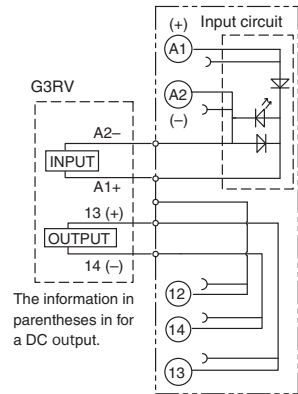 Input circuit
(+)
A1
A2
(−)
G3RV
A2−
INPUT
A1+
13 (+)
OUTPUT
14 (−)
The information in
parentheses in for
a DC output.
12
14
13